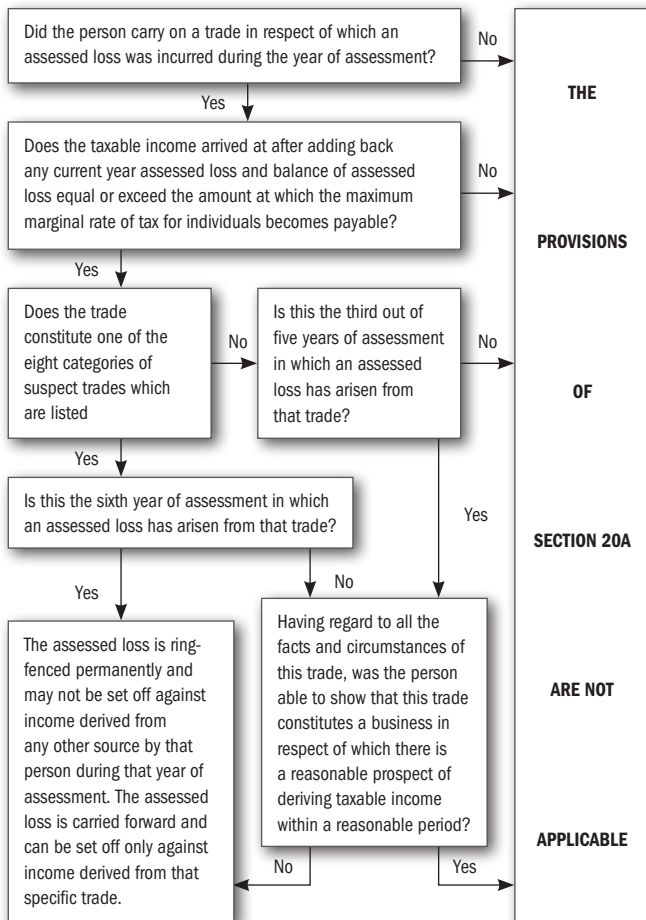 Did the person carry on a trade in respect of which an
assessed loss was incurred during the year of assessment?
No
THE
Yes
Does the taxable income arrived at after adding back
any current year assessed loss and balance of assessed
loss equal or exceed the amount at which the maximum
marginal rate of tax for individuals becomes payable?
No
PROVISIONS
Yes
Does the trade
constitute one of the
eight categories of
suspect trades which
are listed
No
Is this the third out of
five years of assessment
in which an assessed
loss has arisen from
that trade?
No
OF
Yes
Is this the sixth year of assessment in which
an assessed loss has arisen from that trade?
Yes
SECTION 20A
Yes
No
The assessed loss is ring-
fenced permanently and
may not be set off against
income derived from
any other source by that
person during that year of
assessment. The assessed
loss is carried forward and
can be set off only against
income derived from that
specific trade.
Having regard to all the
facts and circumstances of
this trade, was the person
able to show that this trade
constitutes a business in
respect of which there is
a reasonable prospect of
deriving taxable income
within a reasonable period?
ARE NOT
APPLICABLE
No
Yes